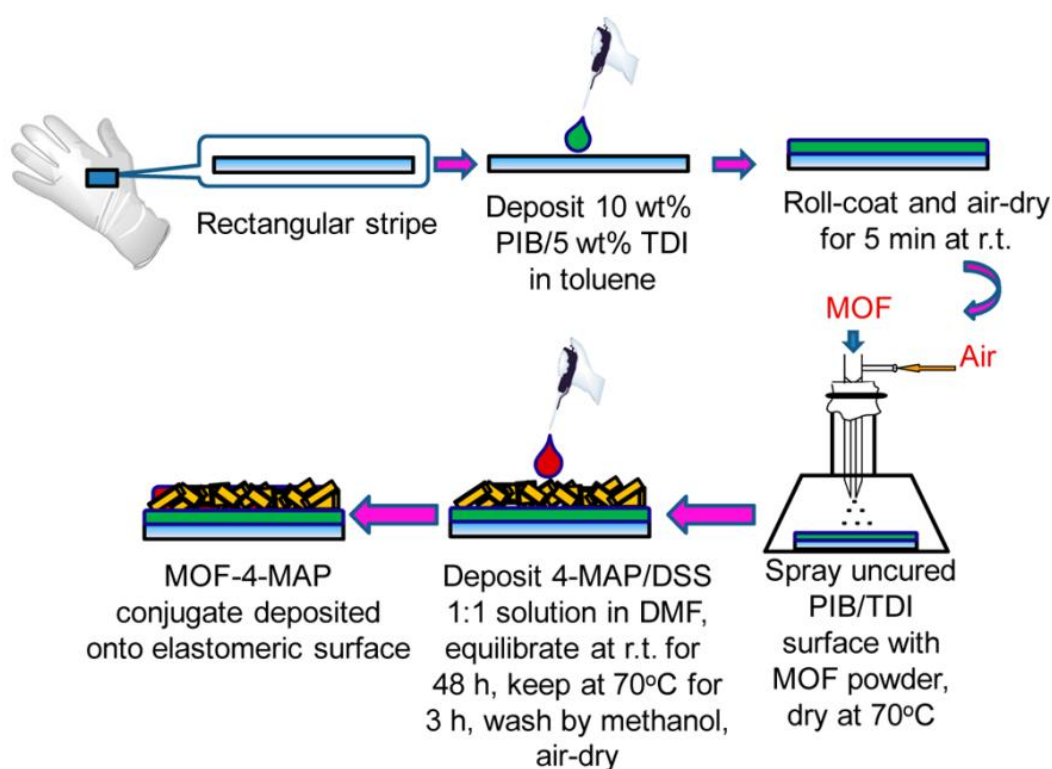 Rectangular stripe
Deposit 10 wt%
PIB/5 wt% TDI
in toluene
Roll-coat and air-dry
for 5 min at r.t.
MOF
Air
Spray uncured
PIB/TDI
surface with
MOF powder,
dry at 70°C
Deposit 4-MAP/DSS
1:1 solution in DMF,
equilibrate at r.t. for
48 h, keep at 70°C for
3 h, wash by methanol,
air-dry
MOF-4-MAP
conjugate deposited
onto elastomeric surface